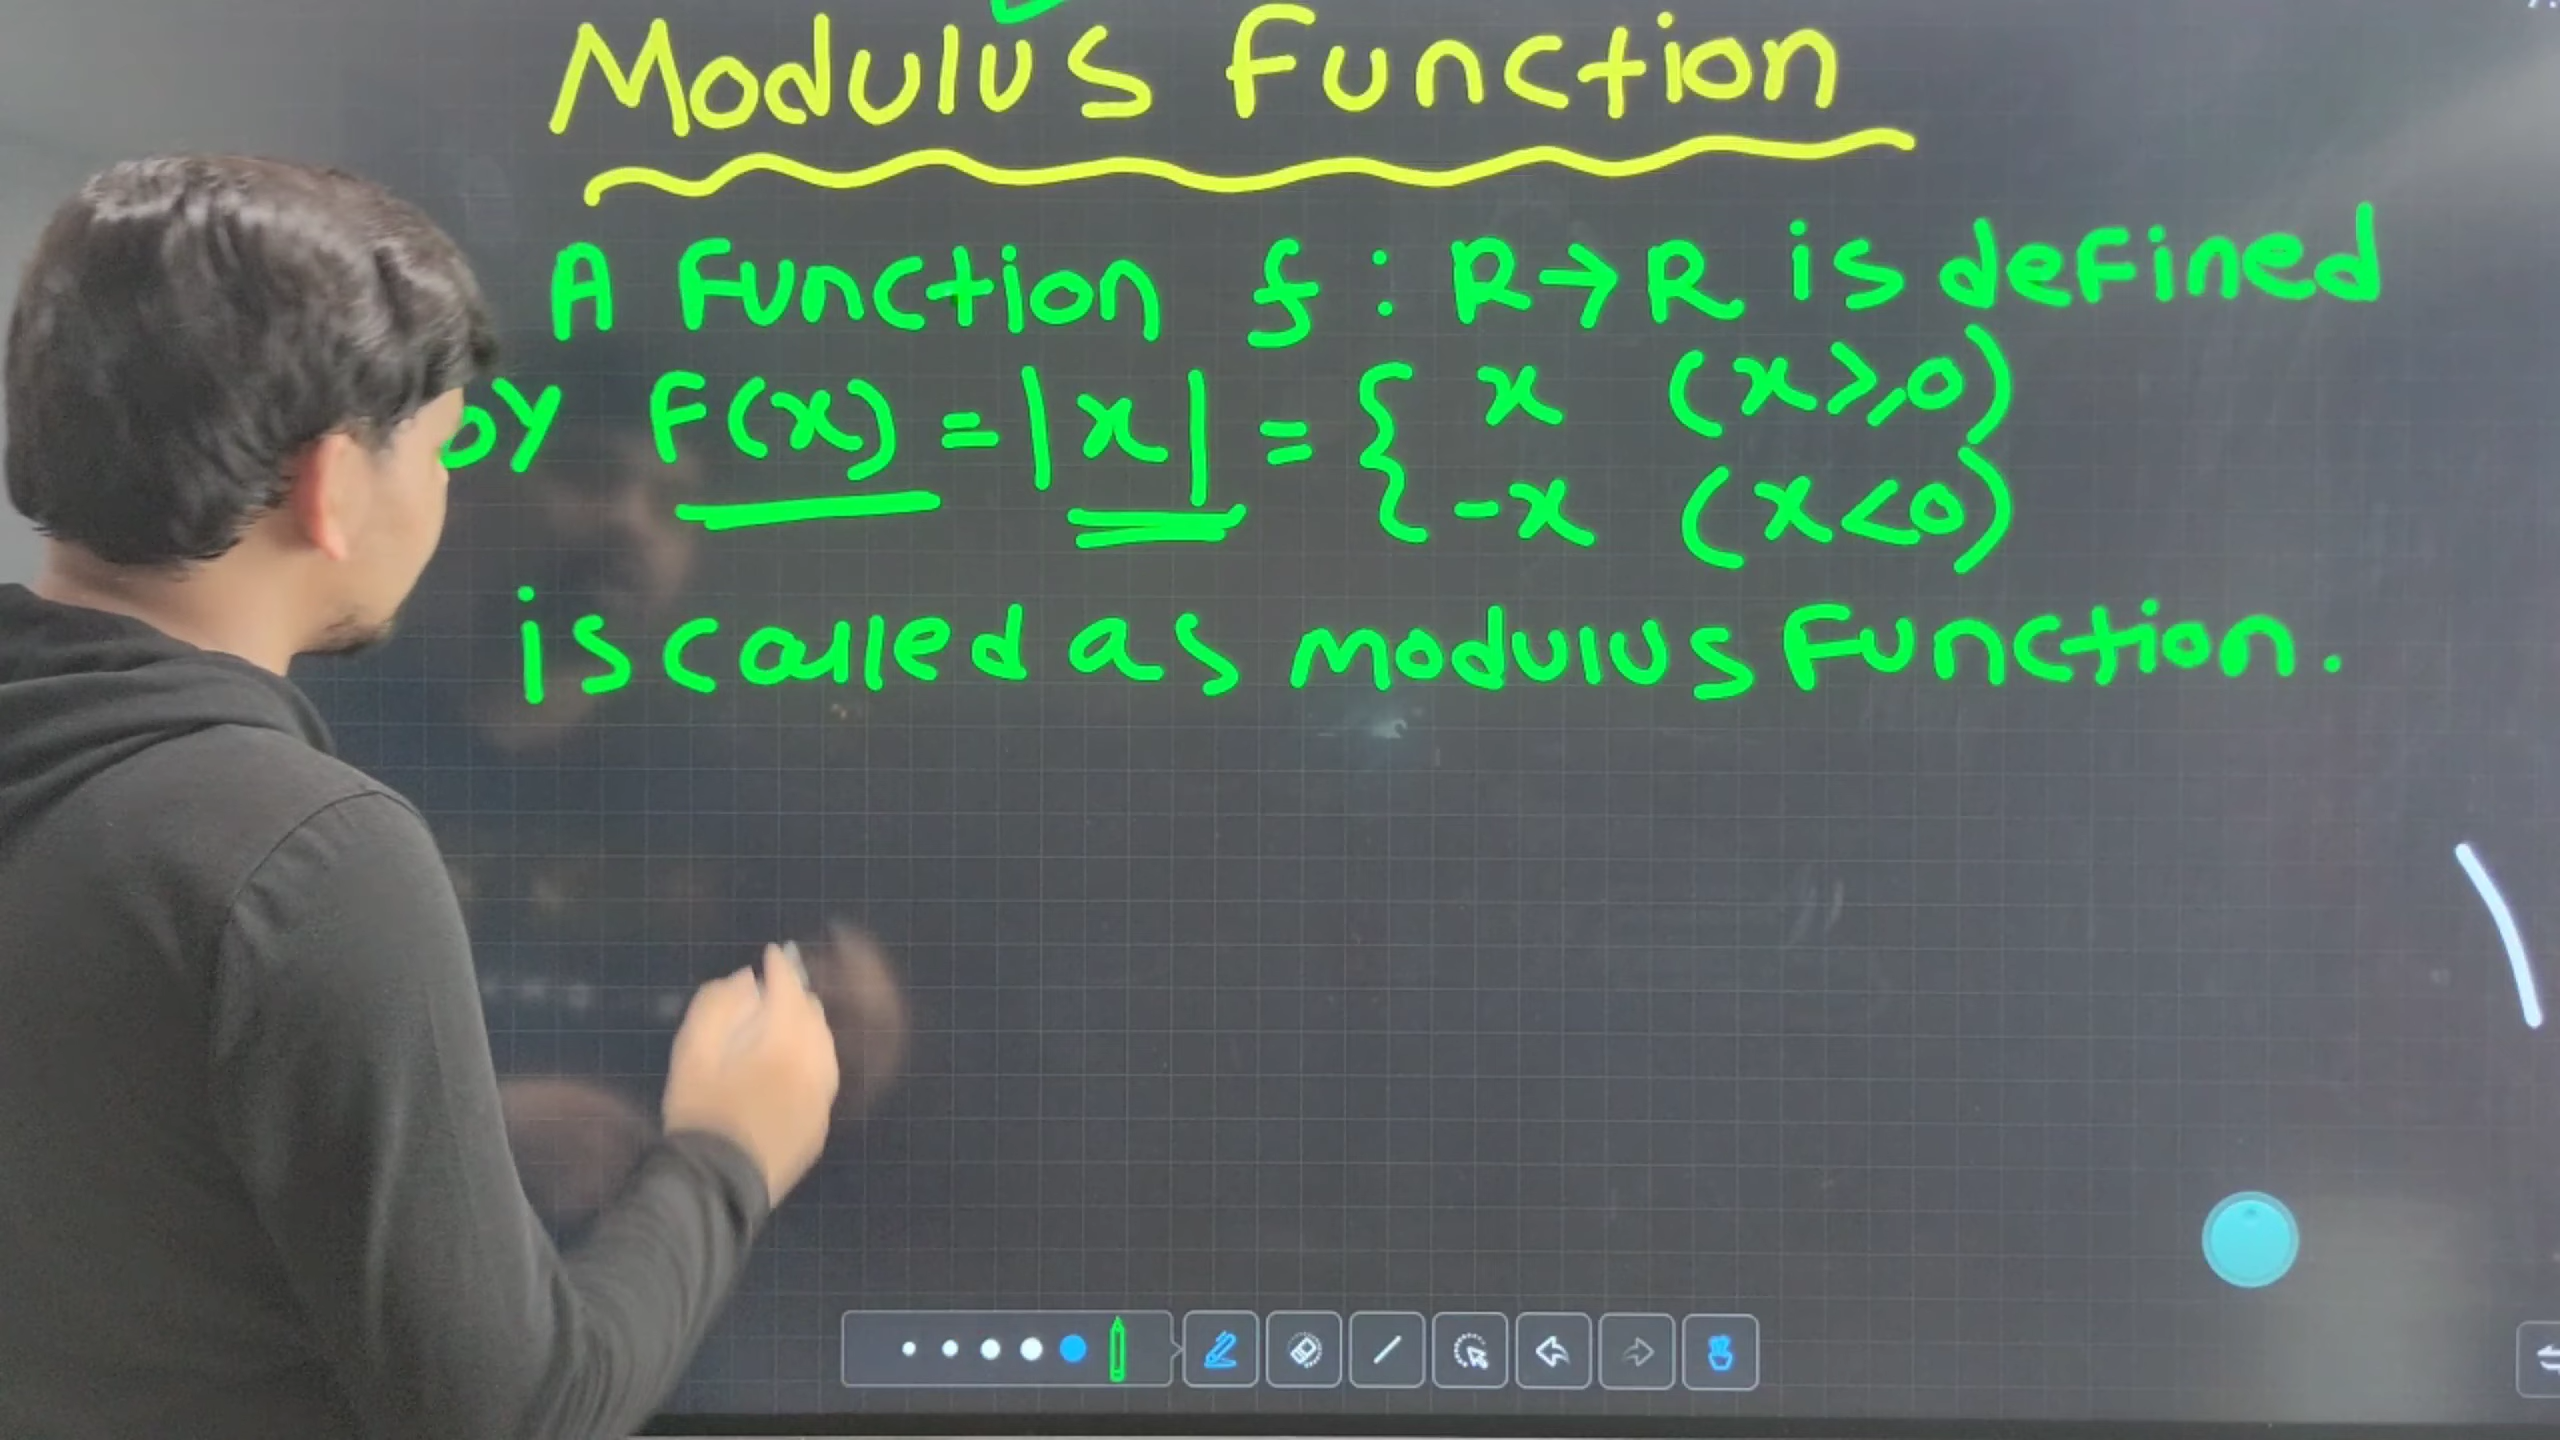 Modulus Function
A Function f : R→R is defined
by F(x) = |x| = { x (x≥0)
-x (x<0)
is called as modulus Function.